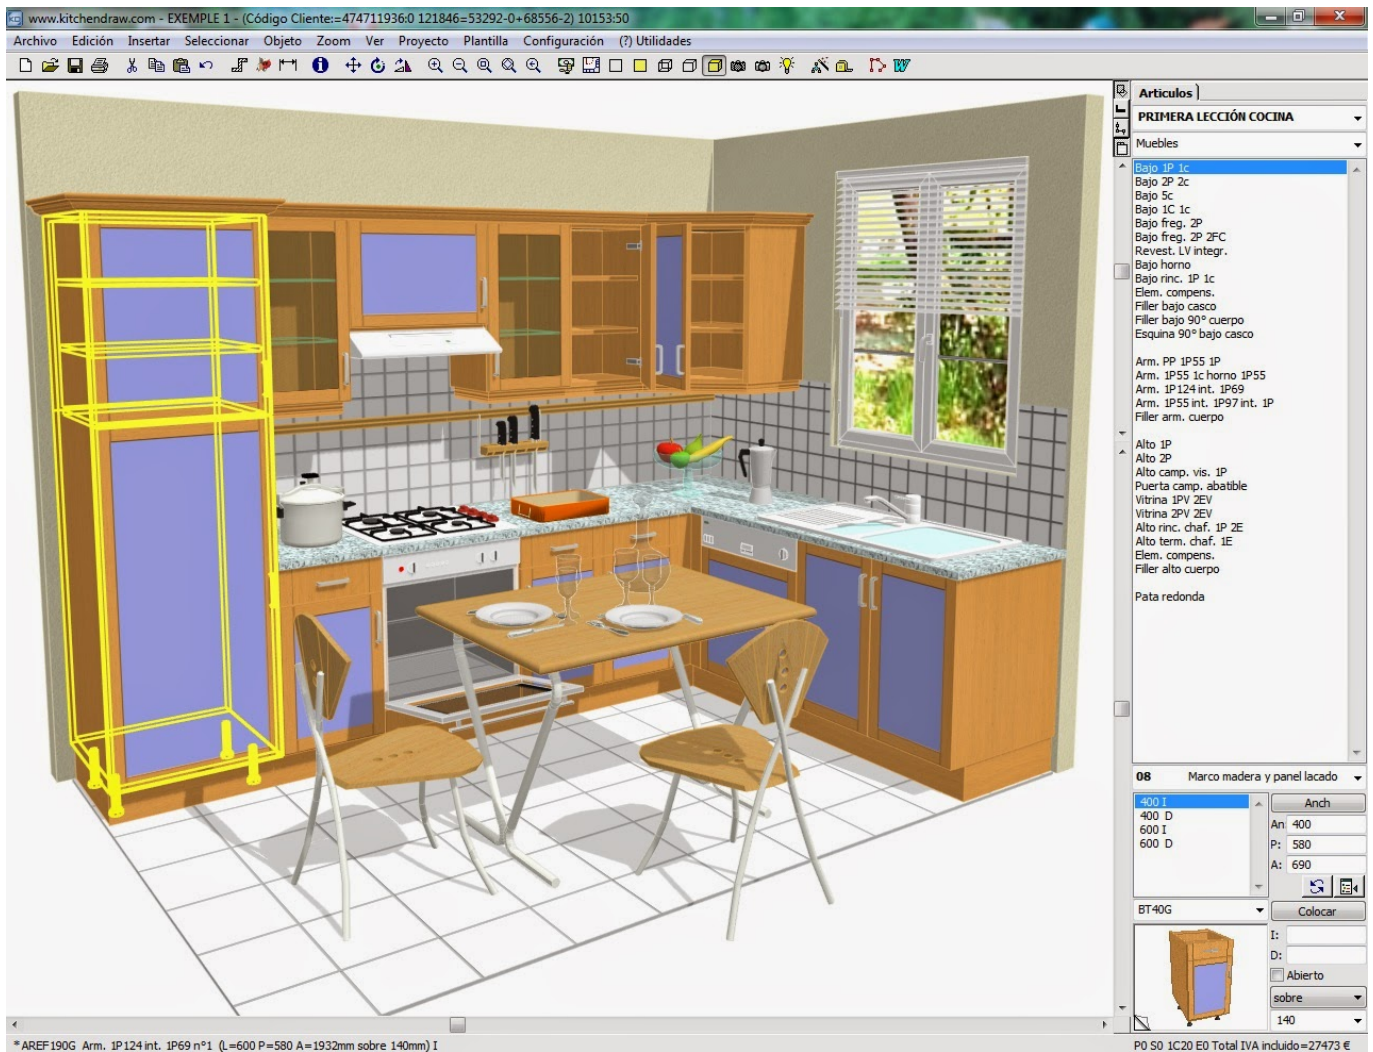 www.kitchendraw.com - EXEMPLE 1 - (Código Cliente:=474711936:0 121846=53292-0+68556-2) 10153:50
Archivo Edición Insertar Seleccionar Objeto Zoom Ver Proyecto Plantilla Configuración (?) Utilidades
Articulos
PRIMERA LECCIÓN COCINA
Muebles
Bajo 1P 1c
Bajo 2P 2c
Bajo 5c
Bajo 1C 1c
Bajo freg. 2P
Bajo freg. 2P 2FC
Revest. LV integr.
Bajo horno
Bajo rinc. 1P 1c
Elem. compens.
Filler bajo casco
Filler bajo 90º cuerpo
Esquina 90º bajo casco
Arm. PP 1P55 1P
Arm. 1P55 1c horno 1P55
Arm. 1P124 int. 1P69
Arm. 1P55 int. 1P97 int. 1P
Filler arm. cuerpo
Alto 1P
Alto 2P
Alto camp. vis. 1P
Puerta camp. abatible
Vitrina 1PV 2EV
Vitrina 2PV 2EV
Alto rinc. chaf. 1P 2E
Alto term. chaf. 1E
Elem. compens.
Filler alto cuerpo
Pata redonda
08 Marco madera y panel lacado
400 I
400 D
600 I
600 D
Anch
An: 400
P: 580
A: 690
BT40G
Colocar
I:
D:
Abierto
sobre
140
*AREF190G Arm. 1P124 int. 1P69 nº1 (L=600 P=580 A=1932mm sobre 140mm) I
P0 S0 1C20 E0 Total IVA incluido=27473 €